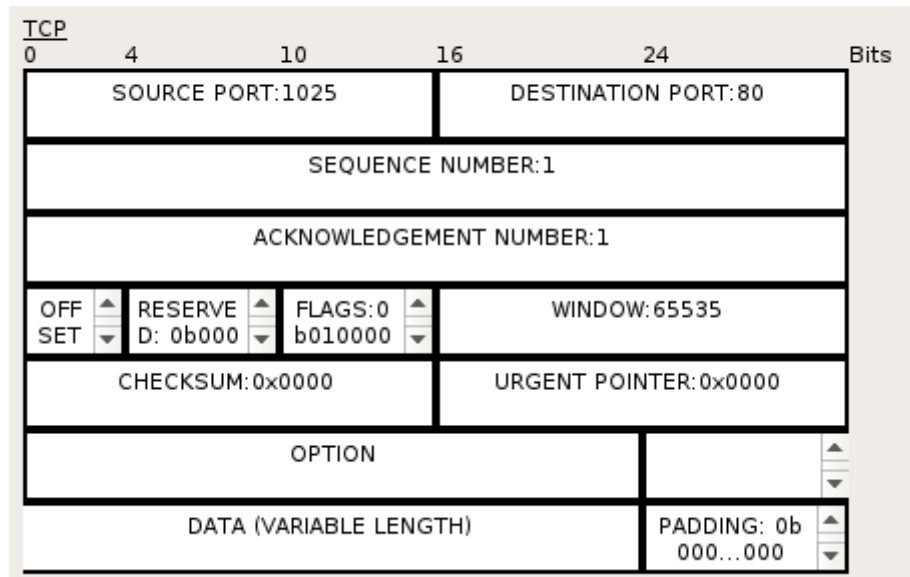 TCP
0 4 10 16 24 Bits
SOURCE PORT:1025 DESTINATION PORT:80
SEQUENCE NUMBER:1
ACKNOWLEDGEMENT NUMBER:1
OFF RESERVE FLAGS:0 WINDOW:65535
SET D: 0b000 b010000
CHECKSUM:0x0000 URGENT POINTER:0x0000
OPTION
DATA (VARIABLE LENGTH) PADDING: 0b
000...000